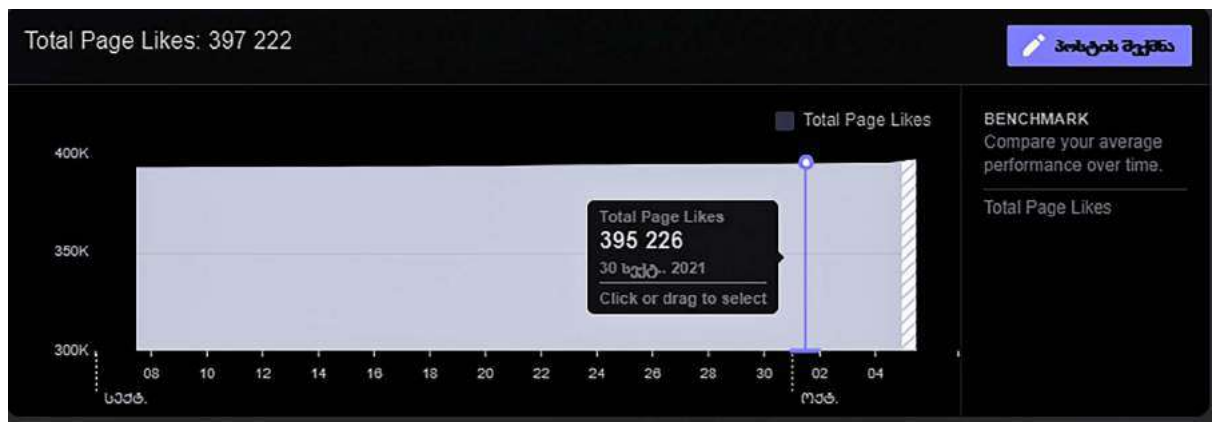 Total Page Likes: 397 222
პოსტის შექმნა
Total Page Likes
BENCHMARK
Compare your average
performance over time.
Total Page Likes
400K
350K
300K
Total Page Likes
395 226
30 სექტ.. 2021
Click or drag to select
08 10 12 14 16 18 20 22 24 26 28 30 02 04
სექტ. ოქტ.